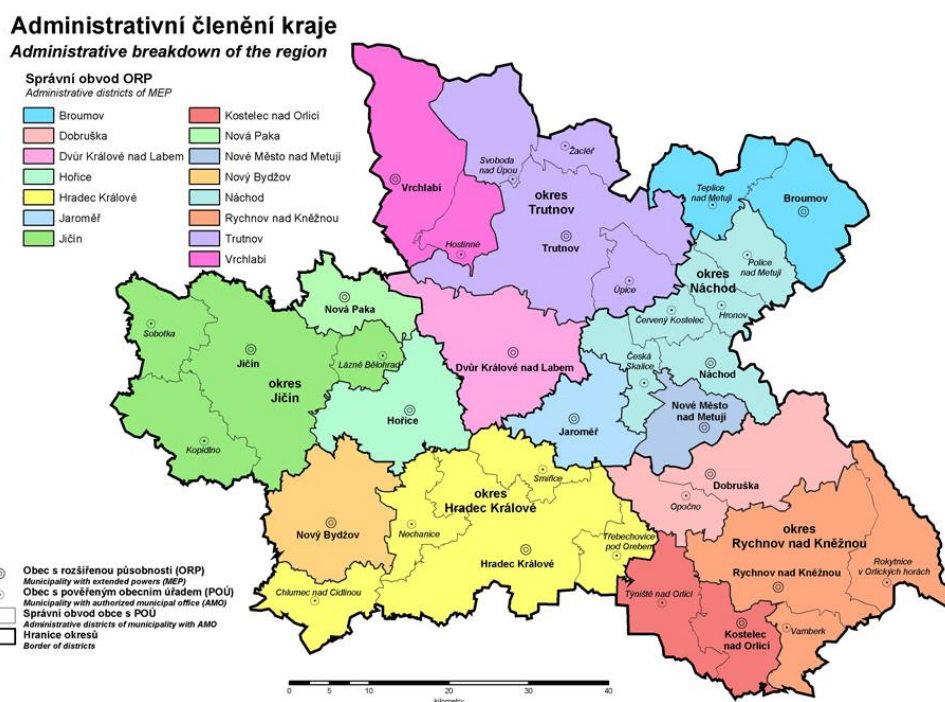 Administrativní členění kraje
Administrative breakdown of the region
Správní obvod ORP
Administrative districts of MEP
Broumov
Dobruška
Dvůr Králové nad Labem
Hořice
Hradec Králové
Jaroměř
Jičín
Kostelec nad Orlicí
Nová Paka
Nové Město nad Metují
Nový Bydžov
Náchod
Rychnov nad Kněžnou
Trutnov
Vrchlabí
Vrchlabí
Hostinné
Svoboda
nad Úpou
Žacléř
okres
Trutnov
Trutnov
Úpice
Teplice
nad Metují
Broumov
Police
nad Metují
okres
Náchod
Hronov
Červený Kostelec
Česká
Skalice
Náchod
Nové Město
nad Metují
Nová Paka
Sobotka
Jičín
Lázně Bělohrad
okres
Jičín
Kopidlno
Hořice
Dvůr Králové nad Labem
Jaroměř
Smiřice
okres
Hradec Králové
Nechanice
Nový Bydžov
Hradec Králové
Třebechovice
pod Orebem
Chlumec nad Cidlinou
Dobruška
Opočno
okres
Rychnov nad Kněžnou
Rychnov nad Kněžnou
Rokytnice
v Orlických horách
Týniště nad Orlicí
Kostelec
nad Orlicí
Vamberk
Obec s rozšířenou působností (ORP)
Municipality with extended powers (MEP)
Obec s pověřeným obecním úřadem (POÚ)
Municipality with authorized municipal office (AMO)
Správní obvod obce s POÚ
Administrative districts of municipality with AMO
Hranice okresů
Border of districts
0 5 10 20 30 40